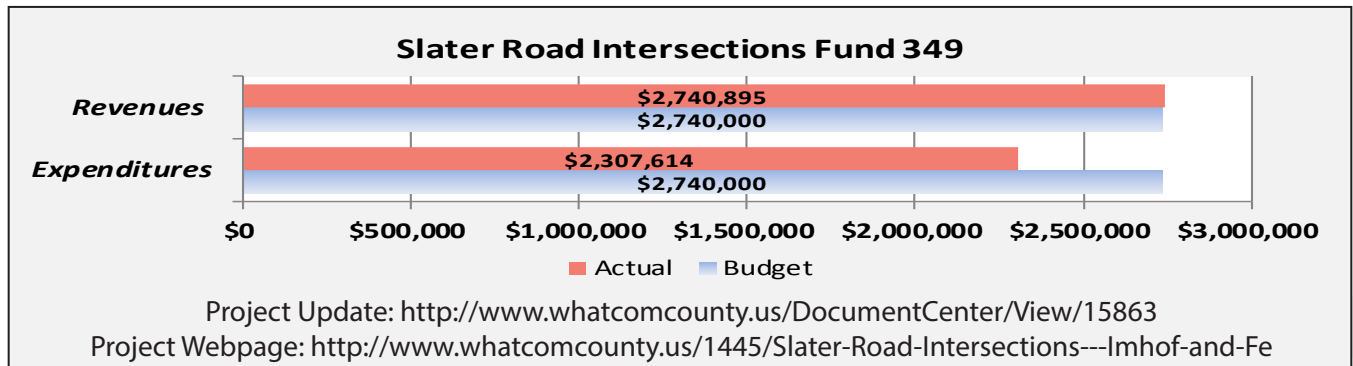 Slater Road Intersections Fund 349
Revenues
$2,740,895
$2,740,000
Expenditures
$2,307,614
$2,740,000
$0 $500,000 $1,000,000 $1,500,000 $2,000,000 $2,500,000 $3,000,000
Actual Budget
Project Update: http://www.whatcomcounty.us/DocumentCenter/View/15863
Project Webpage: http://www.whatcomcounty.us/1445/Slater-Road-Intersections---Imhof-and-Fe